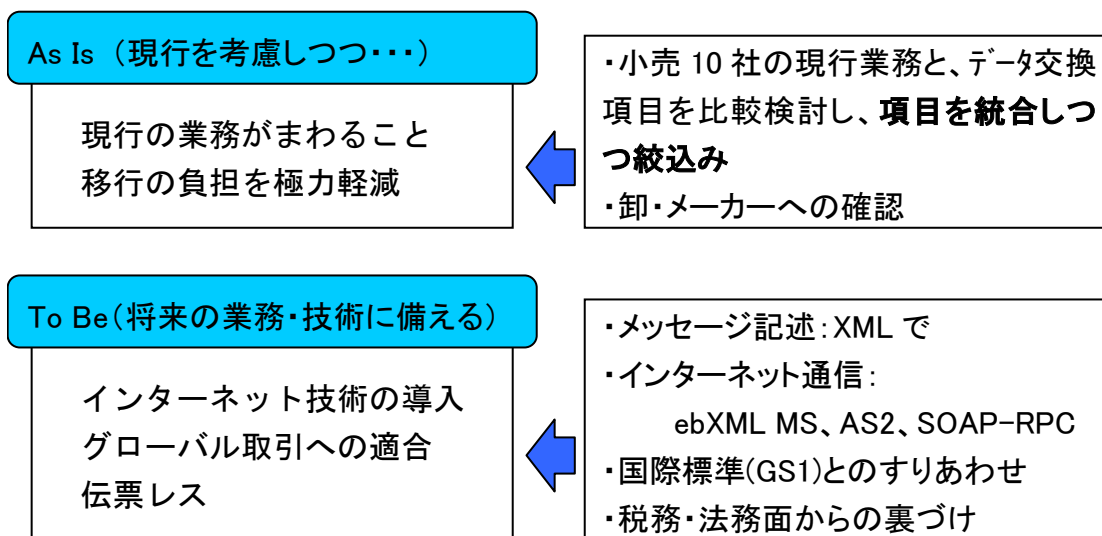 As Is （現行を考慮しつつ・・・）
現行の業務がまわること
移行の負担を極力軽減
・小売 10 社の現行業務と、ﾃﾞｰﾀ交換
項目を比較検討し、項目を統合しつ
つ絞込み
・卸・メーカーへの確認
To Be（将来の業務・技術に備える）
インターネット技術の導入
グローバル取引への適合
伝票レス
・メッセージ記述：XML で
・インターネット通信：
ebXML MS、AS2、SOAP-RPC
・国際標準(GS1)とのすりあわせ
・税務・法務面からの裏づけ